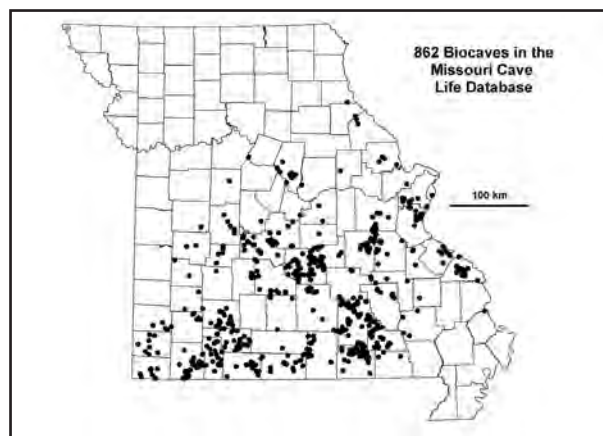 862 Biocaves in the
Missouri Cave
Life Database
100 km